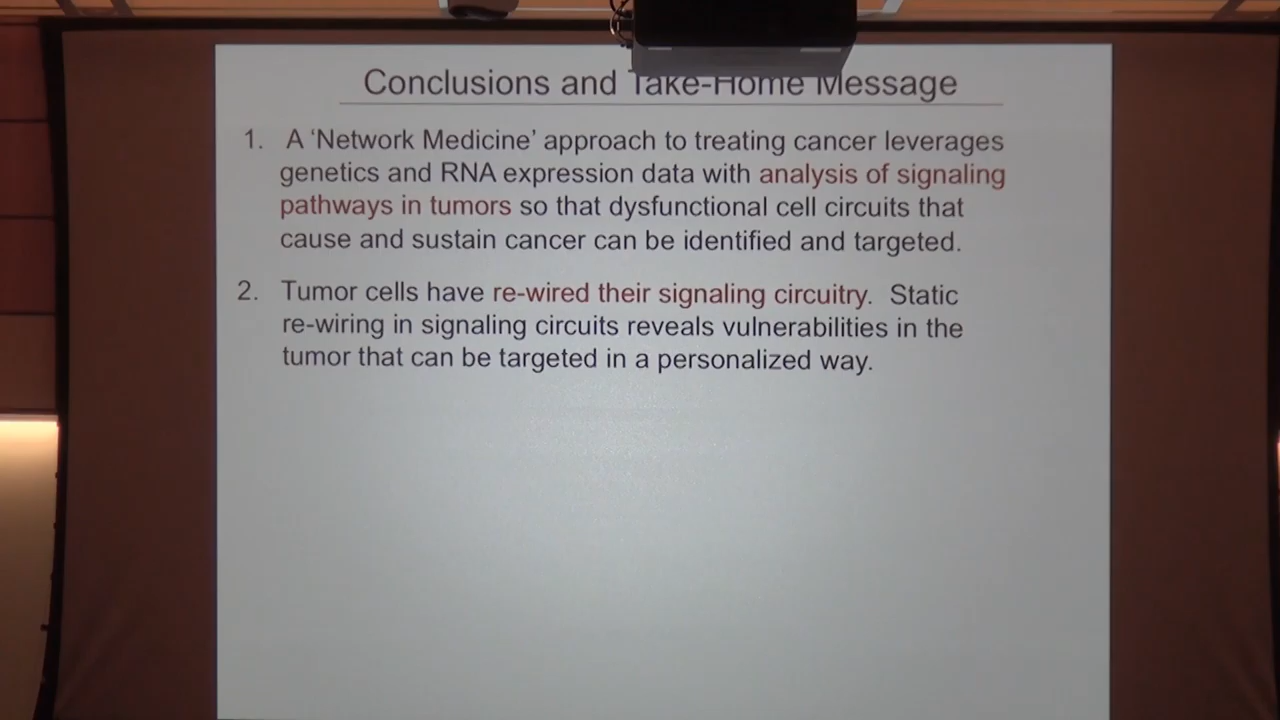 Conclusions and Take-Home Message
1. A ‘Network Medicine’ approach to treating cancer leverages
genetics and RNA expression data with analysis of signaling
pathways in tumors so that dysfunctional cell circuits that
cause and sustain cancer can be identified and targeted.
2. Tumor cells have re-wired their signaling circuitry. Static
re-wiring in signaling circuits reveals vulnerabilities in the
tumor that can be targeted in a personalized way.